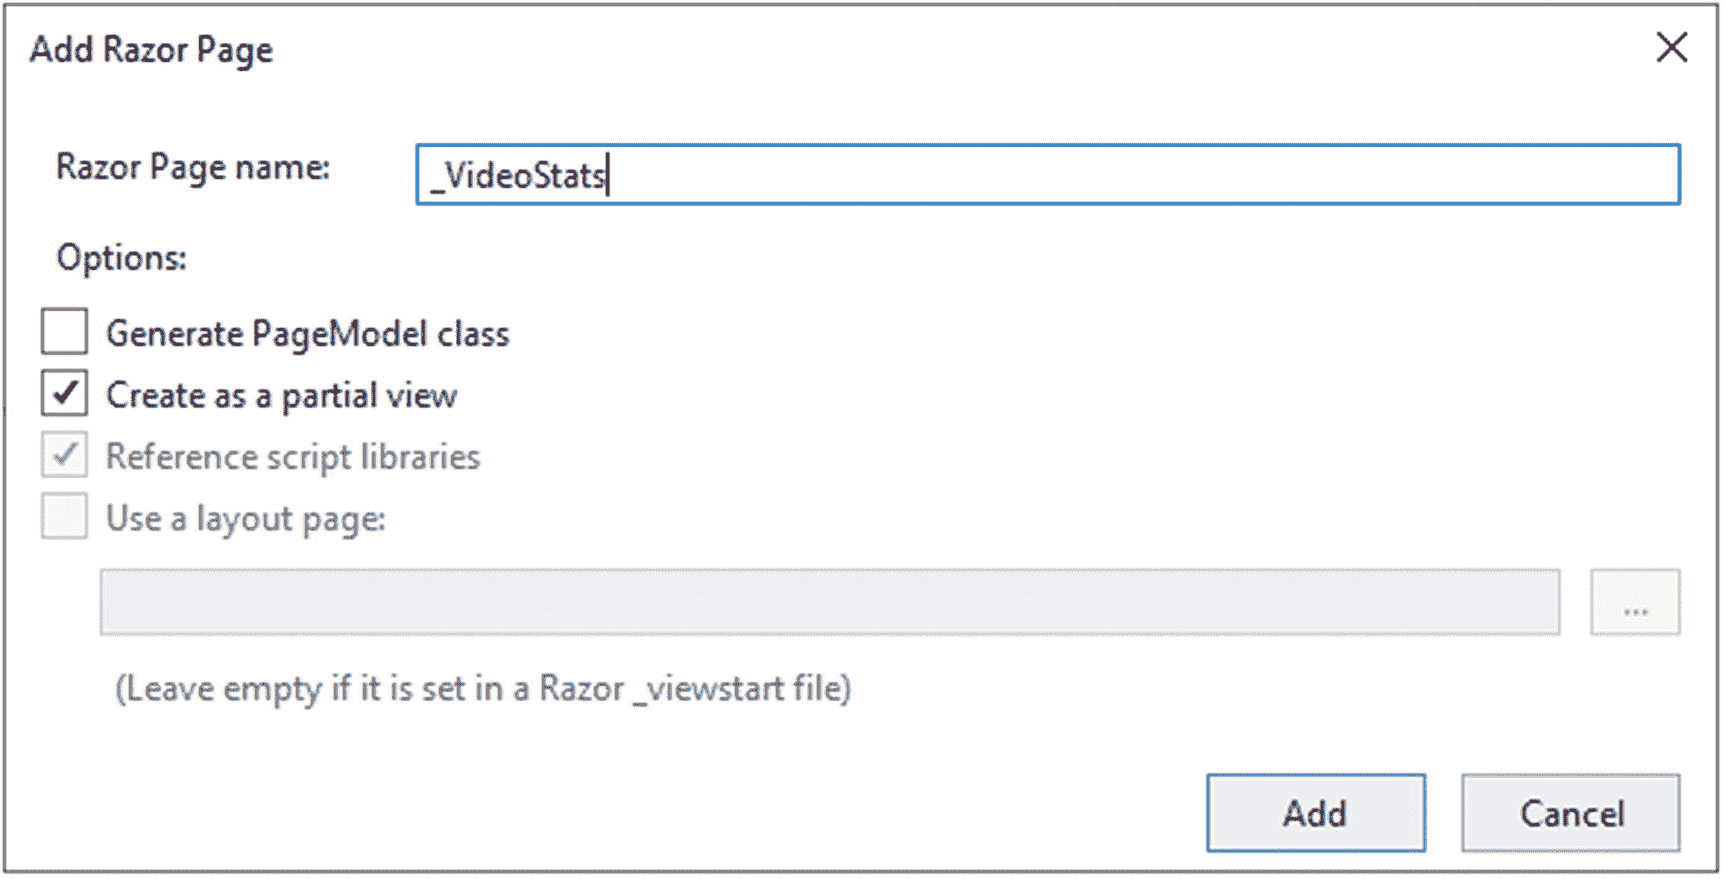 Add Razor Page
Razor Page name: _VideoStats
Options:
Generate PageModel class
Create as a partial view
Reference script libraries
Use a layout page:
...
(Leave empty if it is set in a Razor _viewstart file)
Add Cancel